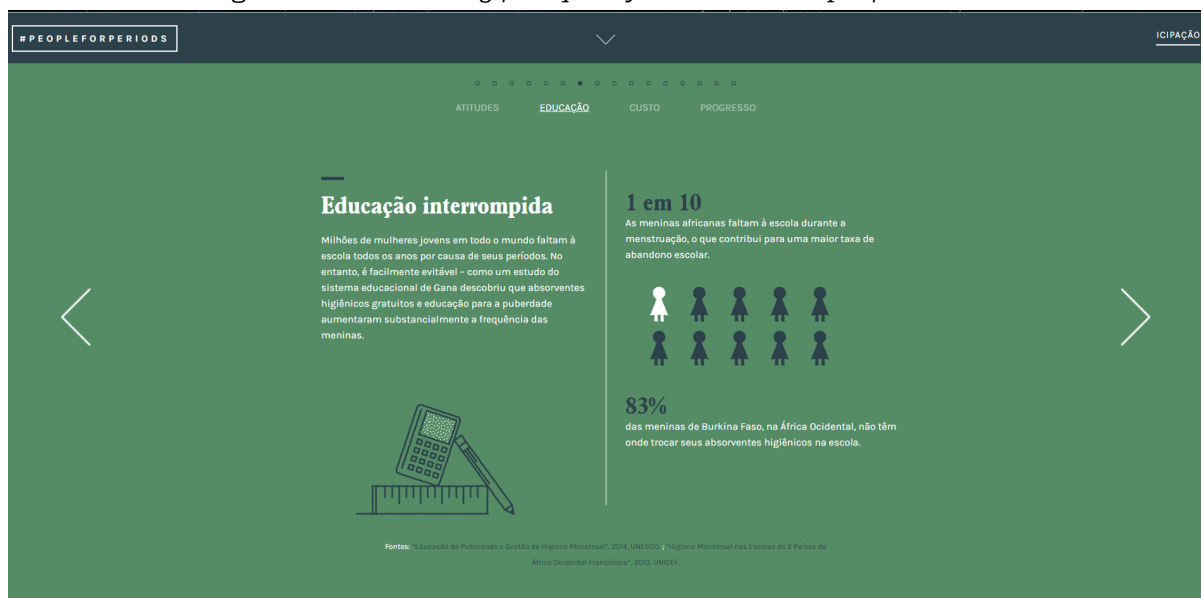 #PEOPLEFORPERIODS
ICIPAÇÃO
ATITUDES EDUCAÇÃO CUSTO PROGRESSO
Educação interrompida
Milhões de mulheres jovens em todo o mundo faltam à
escola todos os anos por causa de seus períodos. No
entanto, é facilmente evitável – como um estudo do
sistema educacional de Gana descobriu que absorventes
higiênicos gratuitos e educação para a puberdade
aumentaram substancialmente a frequência das
meninas.
1 em 10
As meninas africanas faltam à escola durante a
menstruação, o que contribui para uma maior taxa de
abandono escolar.
83%
das meninas de Burkina Faso, na África Ocidental, não têm
onde trocar seus absorventes higiênicos na escola.
Fontes: "Educação da Puberdade e Gestão da Higiene Menstrual", 2014, UNESCO. ; "Higiene Menstrual nas Escolas de 2 Países da
África Ocidental Francófona", 2013, UNICEF.